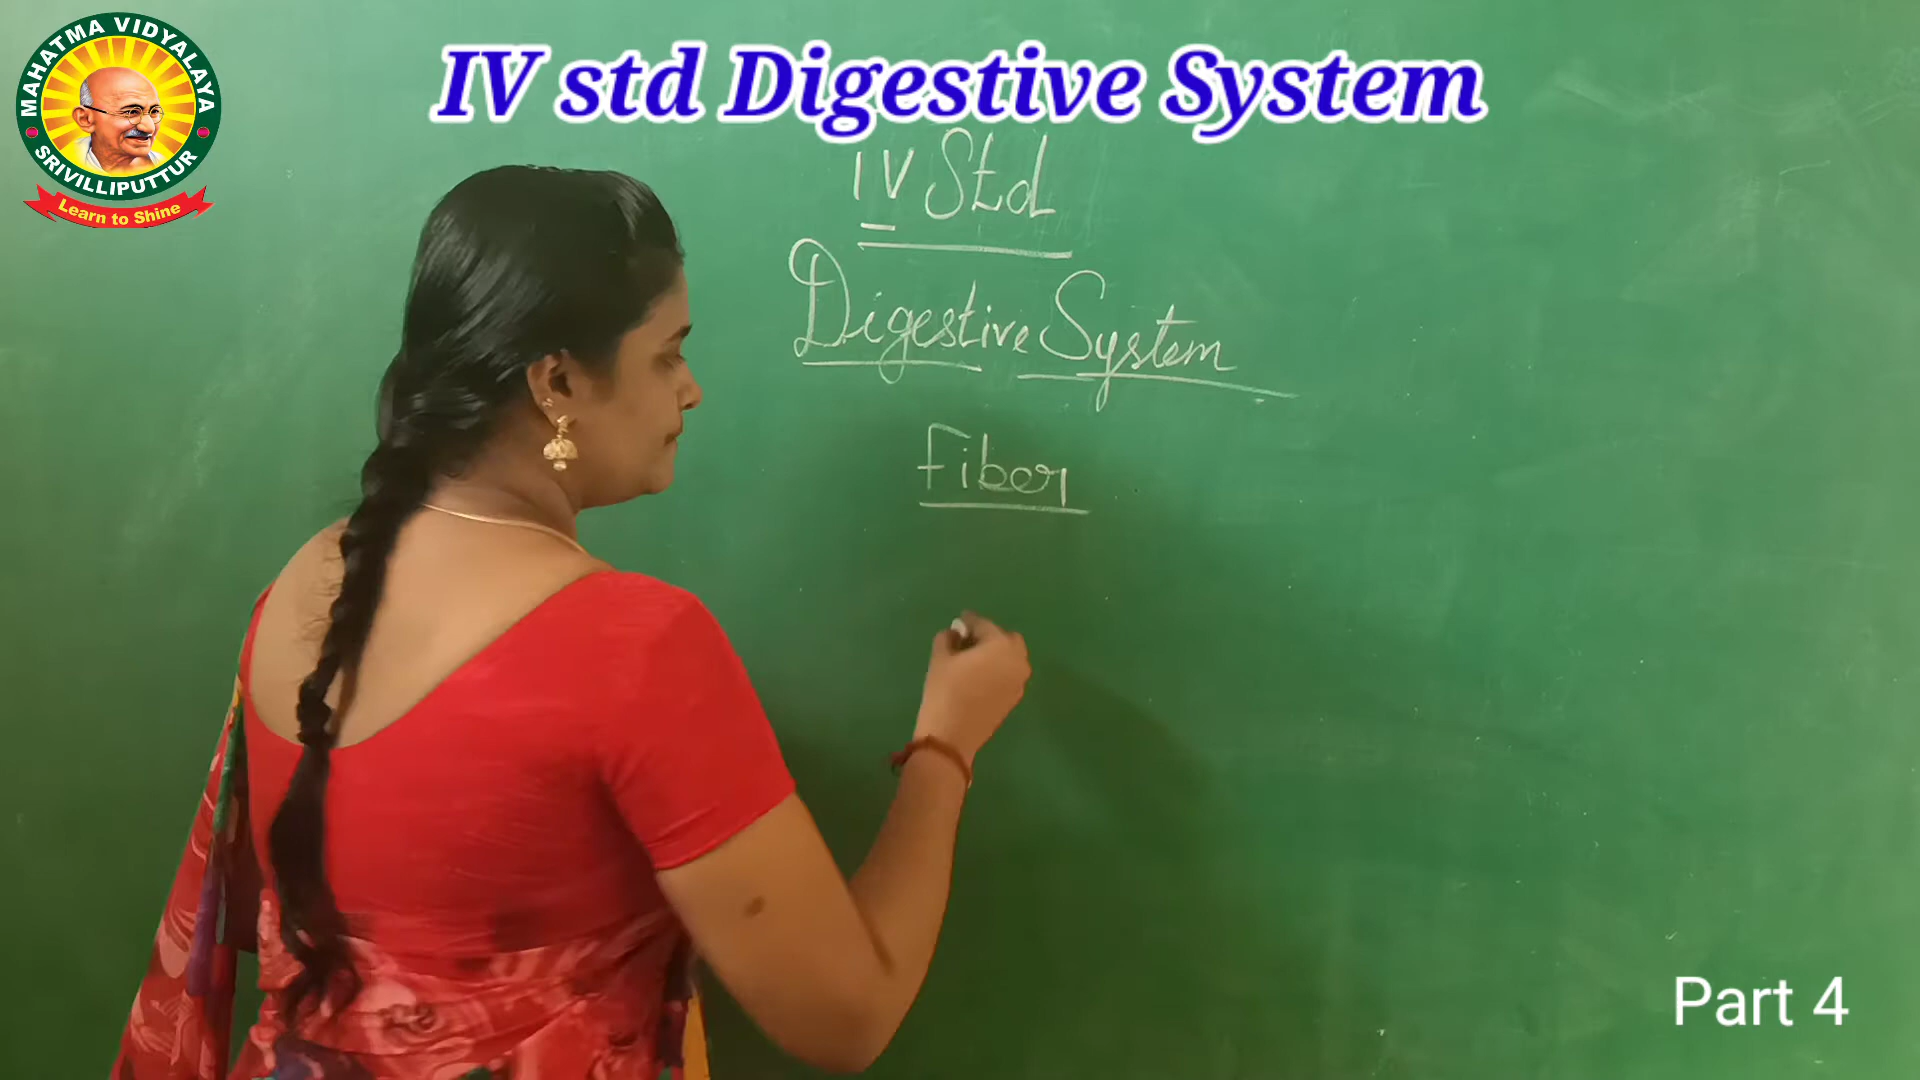 MAHATMA VIDYALAYA
SRIVILLIPUTTUR
Learn to Shine
IV std Digestive System
IV Std
Digestive System
Fiber
Part 4